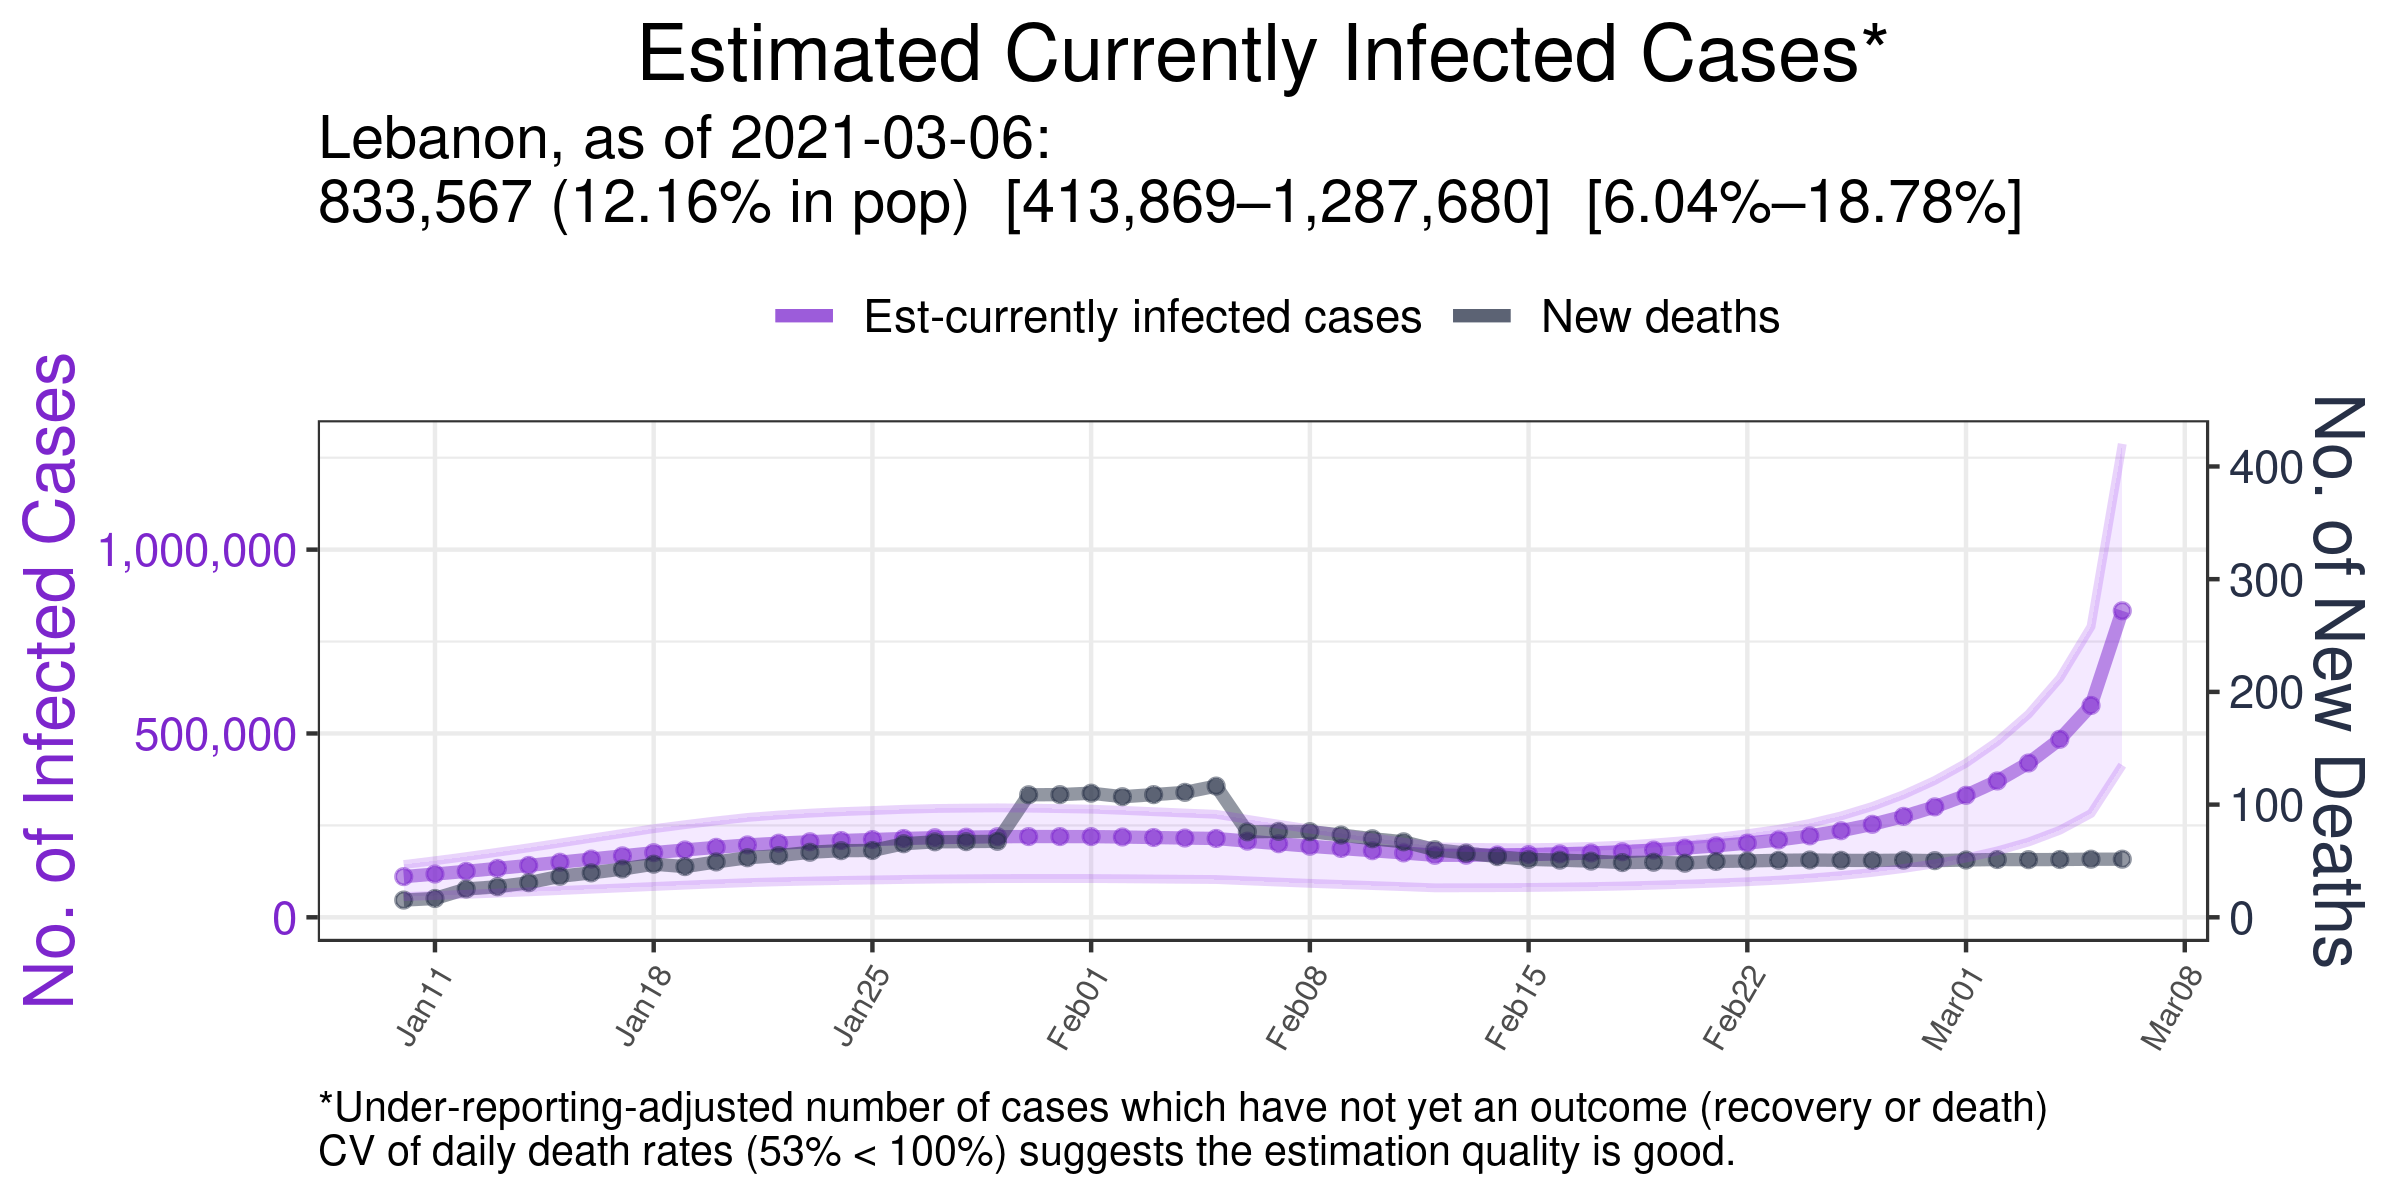 Estimated Currently Infected Cases*
Lebanon, as of 2021-03-06:
833,567 (12.16% in pop)  [413,869–1,287,680]  [6.04%–18.78%]
Est-currently infected cases
New deaths
No. of Infected Cases
1,000,000
500,000
0
400
300
200
100
0
No. of New Deaths
Jan11
Jan18
Jan25
Feb01
Feb08
Feb15
Feb22
Mar01
Mar08
*Under-reporting-adjusted number of cases which have not yet an outcome (recovery or death)
CV of daily death rates (53% < 100%) suggests the estimation quality is good.